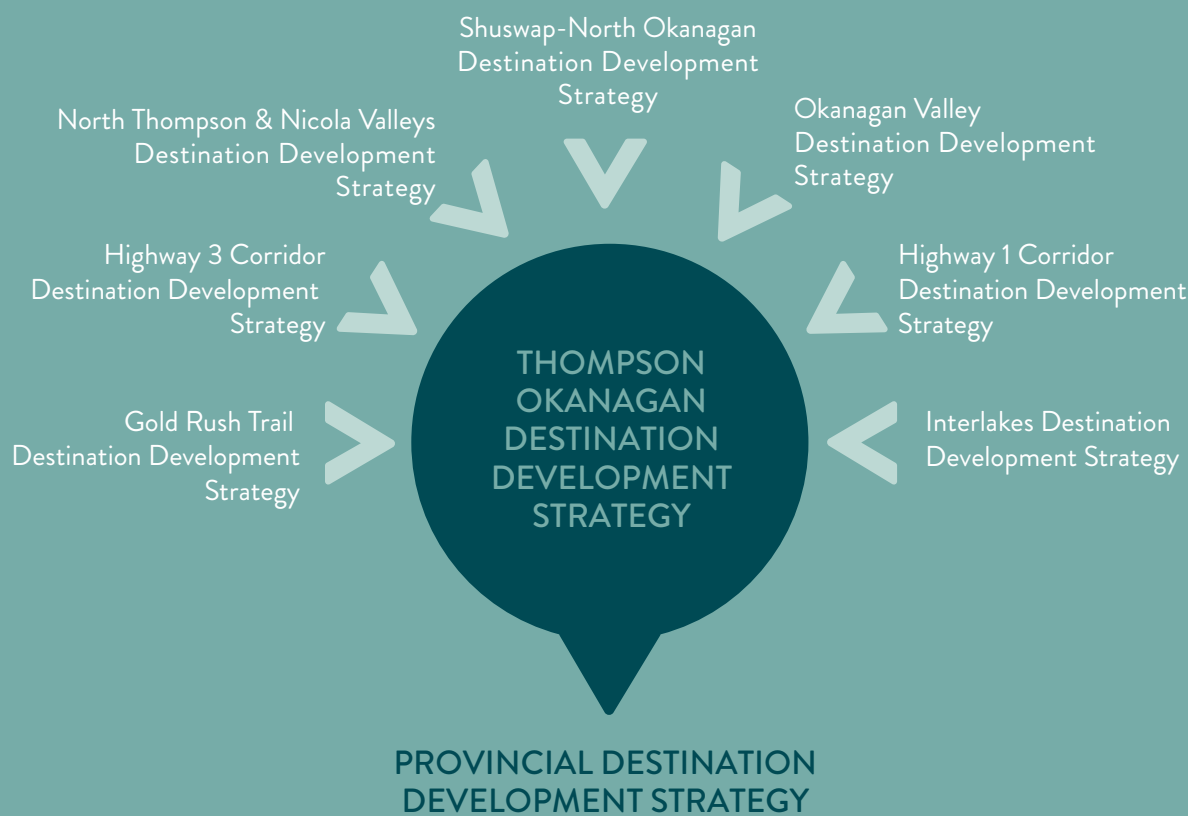 Shuswap-North Okanagan
Destination Development
Strategy
North Thompson & Nicola Valleys
Destination Development
Strategy
Okanagan Valley
Destination Development
Strategy
Highway 3 Corridor
Destination Development
Strategy
Highway 1 Corridor
Destination Development
Strategy
Gold Rush Trail
Destination Development
Strategy
THOMPSON
OKANAGAN
DESTINATION
DEVELOPMENT
STRATEGY
Interlakes Destination
Development Strategy
PROVINCIAL DESTINATION
DEVELOPMENT STRATEGY